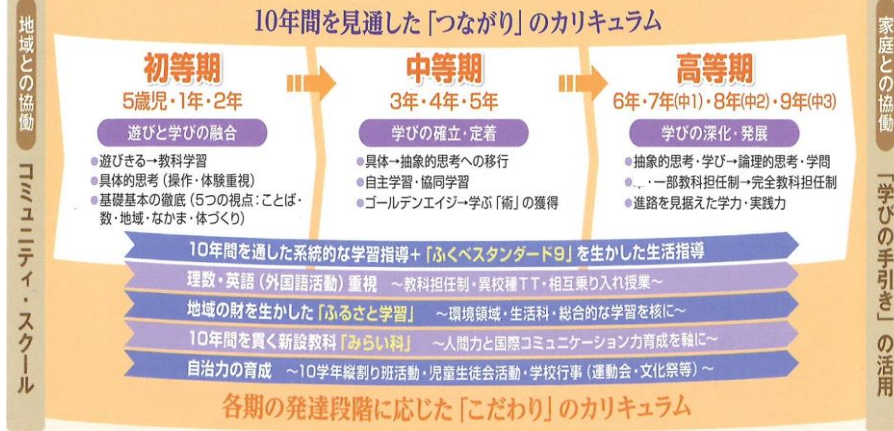 10年間を見通した「つながり」のカリキュラム
地域との協働
コミュニティ・スクール
初等期
5歳児・1年・2年
遊びと学びの融合
●遊びきる→教科学習
●具体的思考（操作・体験重視）
●基礎基本の徹底（5つの視点：ことば・
数・地域・なかま・体づくり）
中等期
3年・4年・5年
学びの確立・定着
●具体→抽象的思考への移行
●自主学習・協同学習
●ゴールデンエイジ→学ぶ「術」の獲得
高等期
6年・7年(中1)・8年(中2)・9年(中3)
学びの深化・発展
●抽象的思考・学び→論理的思考・学問
●・一部教科担任制→完全教科担任制
●進路を見据えた学力・実践力
10年間を通した系統的な学習指導+「ふくべスタンダード9」を生かした生活指導
理数・英語（外国語活動）重視　～教科担任制・異校種TT・相互乗り入れ授業～
地域の財を生かした「ふるさと学習」　～環境領域・生活科・総合的な学習を核に～
10年間を貫く新設教科「みらい科」　～人間力と国際コミュニケーション力育成を軸に～
自治力の育成　～10学年縦割り班活動・児童生徒会活動・学校行事（運動会・文化祭等）～
各期の発達段階に応じた「こだわり」のカリキュラム
家庭との協働
「学びの手引き」の活用